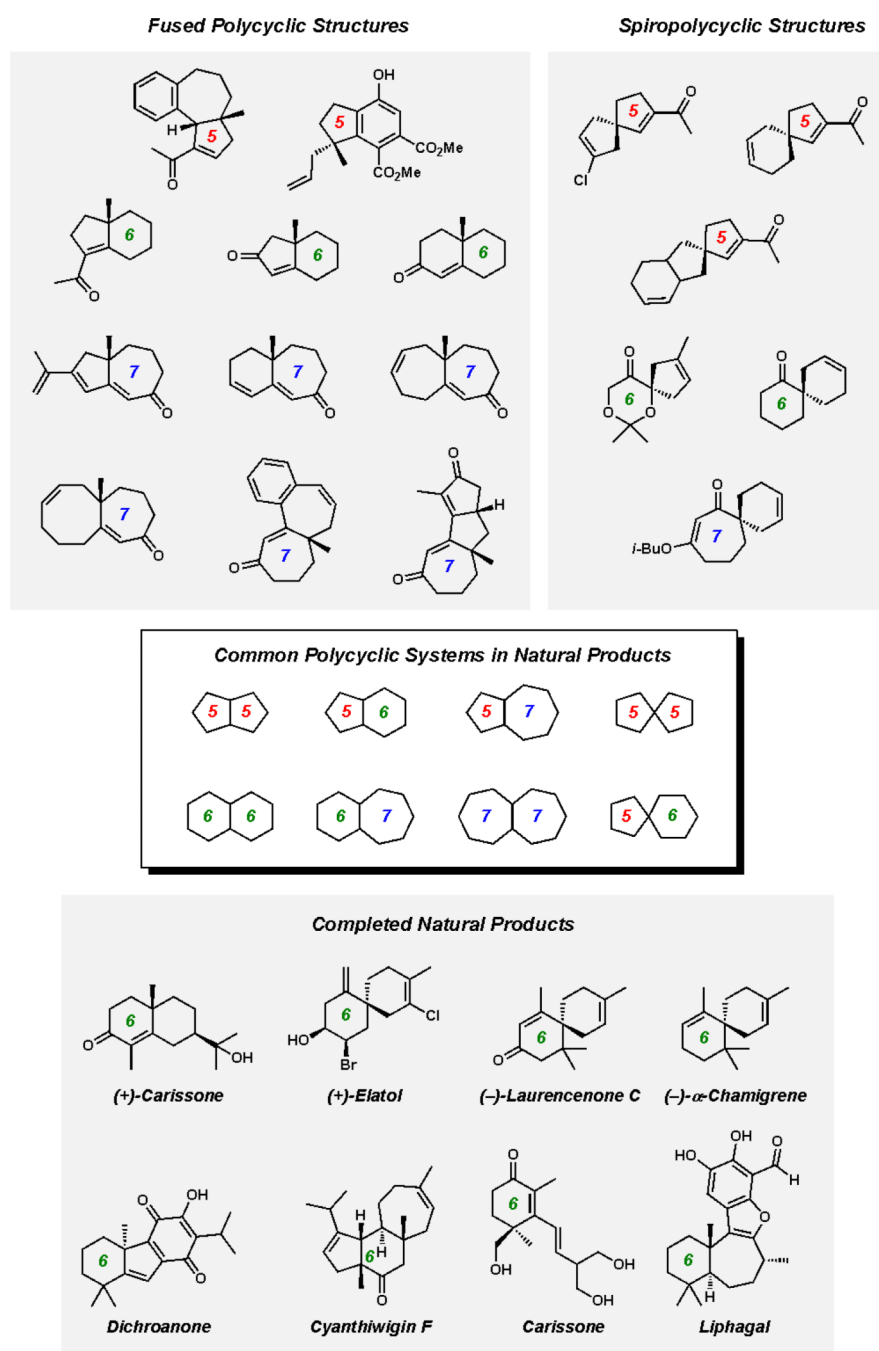 Fused Polycyclic Structures
Spiropolycyclic Structures
OH
H
5
O
5
CO₂Me
CO₂Me
5
O
Cl
5
O
6
O
O
6
O
6
5
O
7
O
7
O
7
O
O
6
O
O
O
6
7
O
7
O
O
H
7
O
O
7
i-BuO
Common Polycyclic Systems in Natural Products
5 5
5 6
5 7
5 5
6 6
6 7
7 7
5 6
Completed Natural Products
6
O
OH
6
HO
Br
Cl
6
O
6
(+)-Carissone
(+)-Elatol
(–)-Laurencenone C
(–)-α-Chamigrene
O
OH
6
O
H
H
6
O
O
6
OH
OH
OH
OH
HO
O
H
O
6
H
Dichroanone
Cyanthiwigin F
Carissone
Liphagal